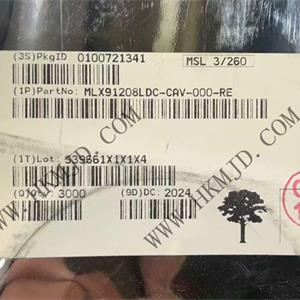 (3S)PkgID: 0100721341
MSL 3/260
(1P)PartNo: MLX91208LDC-CAV-000-RE
(1T)Lot: S39861X1X1X4
(Q)Qty: 3000
(9D)DC: 2024
WWW.HKMJD.COM